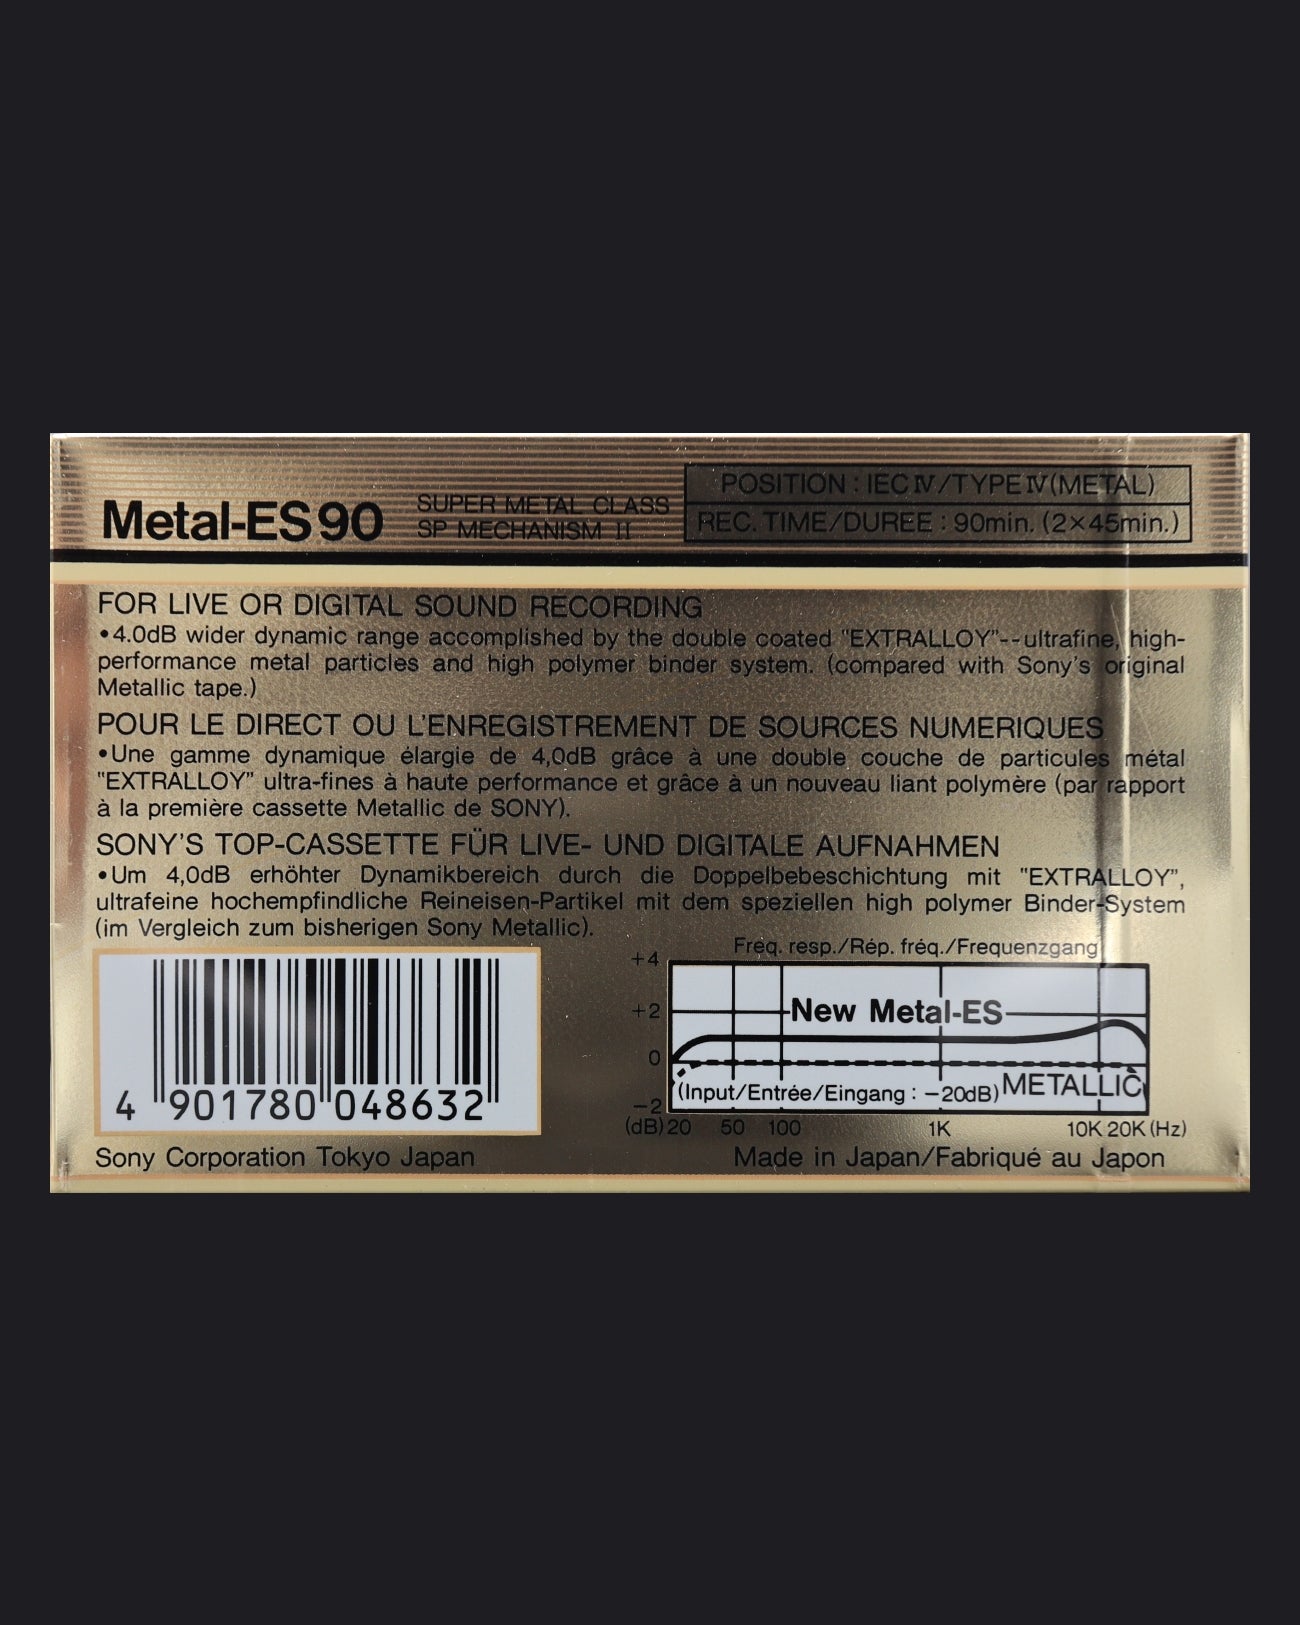 Metal-ES90
SUPER METAL CLASS
SP MECHANISM II
POSITION : IEC IV/TYPE IV (METAL)
REC. TIME/DUREE : 90min. (2×45min.)
FOR LIVE OR DIGITAL SOUND RECORDING
•4.0dB wider dynamic range accomplished by the double coated "EXTRALLOY"--ultrafine, high-
performance metal particles and high polymer binder system. (compared with Sony's original
Metallic tape.)
POUR LE DIRECT OU L'ENREGISTREMENT DE SOURCES NUMERIQUES
•Une gamme dynamique élargie de 4,0dB grâce à une double couche de particules métal
"EXTRALLOY" ultra-fines à haute performance et grâce à un nouveau liant polymère (par rapport
à la première cassette Metallic de SONY).
SONY'S TOP-CASSETTE FÜR LIVE- UND DIGITALE AUFNAHMEN
•Um 4,0dB erhöhter Dynamikbereich durch die Doppelbebeschichtung mit "EXTRALLOY",
ultrafeine hochempfindliche Reineisen-Partikel mit dem speziellen high polymer Binder-System
(im Vergleich zum bisherigen Sony Metallic).
4 901780 048632
Freq. resp./Rép. fréq./Frequenzgang
+4
+2
0
−2
New Metal-ES
(Input/Entrée/Eingang : −20dB) METALLIC
(dB) 20 50 100 1K 10K 20K (Hz)
Sony Corporation Tokyo Japan
Made in Japan/Fabriqué au Japon